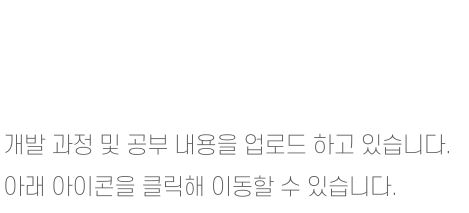 개발 과정 및 공부 내용을 업로드 하고 있습니다.
아래 아이콘을 클릭해 이동할 수 있습니다.